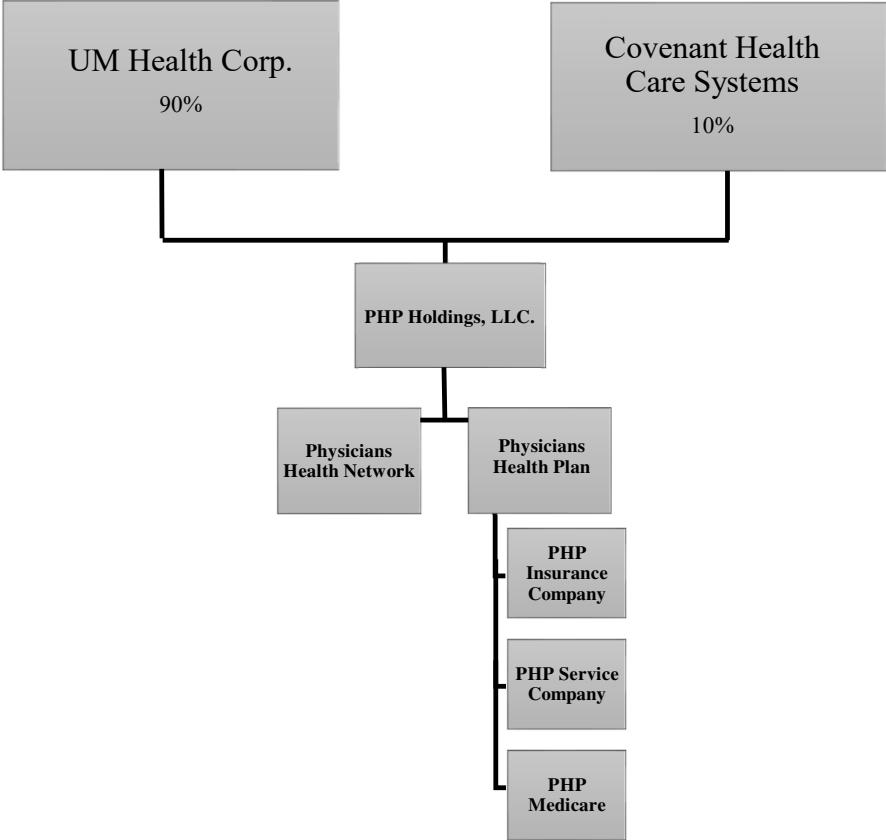 UM Health Corp.
90%
Covenant Health
Care Systems
10%
PHP Holdings, LLC.
Physicians
Health Network
Physicians
Health Plan
PHP
Insurance
Company
PHP Service
Company
PHP
Medicare